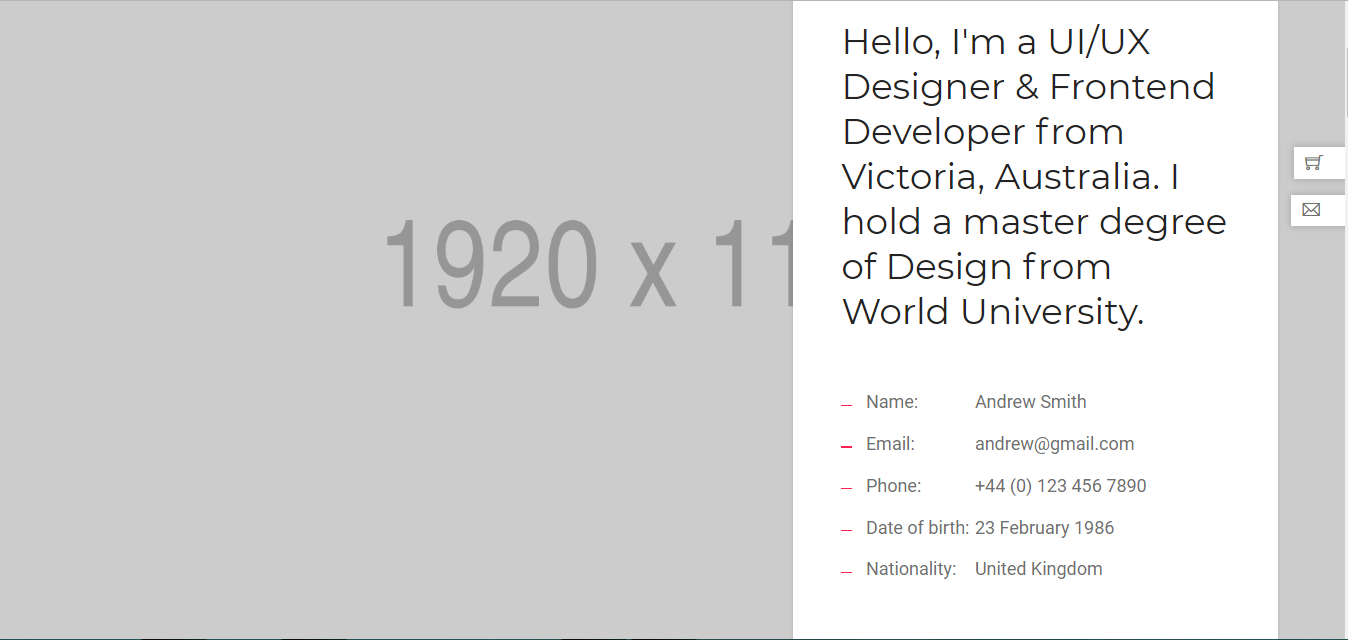 1920 x 11
Hello, I'm a UI/UX
Designer & Frontend
Developer from
Victoria, Australia. I
hold a master degree
of Design from
World University.
Name: Andrew Smith
Email: andrew@gmail.com
Phone: +44 (0) 123 456 7890
Date of birth: 23 February 1986
Nationality: United Kingdom